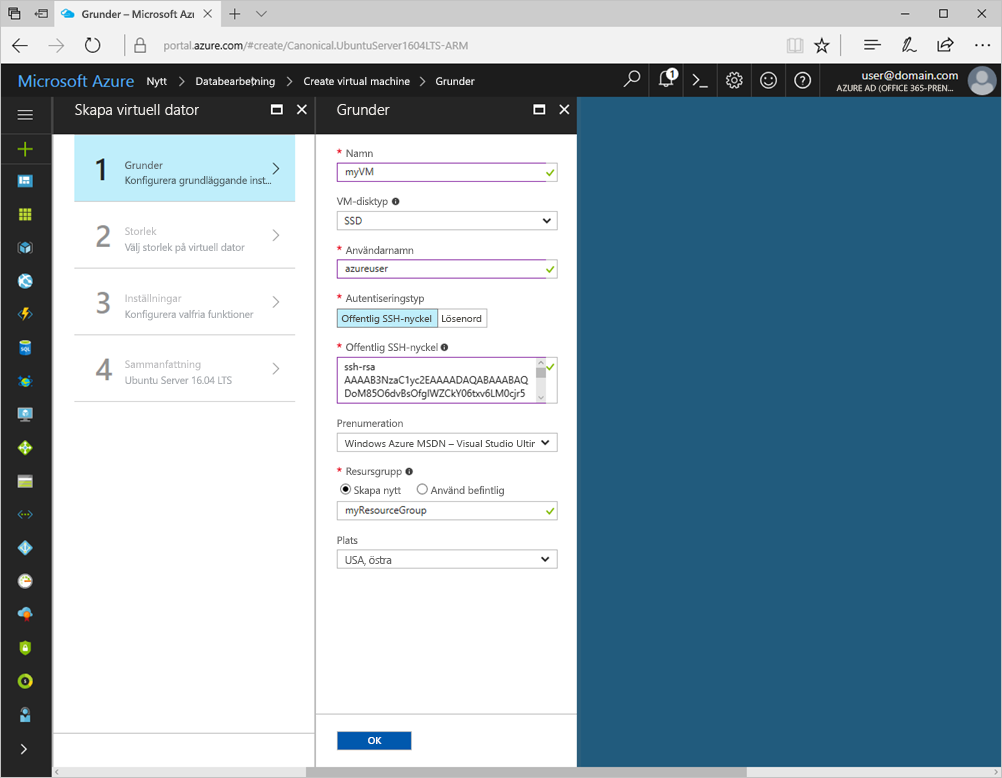 Grunder – Microsoft Az
portal.azure.com/#create/Canonical.UbuntuServer1604LTS-ARM
Microsoft Azure Nytt Databearbetning Create virtual machine Grunder
1
user@domain.com
AZURE AD (OFFICE 365-PREN...
Skapa virtuell dator
1
Grunder
Konfigurera grundläggande inst...
2
Storlek
Välj storlek på virtuell dator
3
Inställningar
Konfigurera valfria funktioner
4
Sammanfattning
Ubuntu Server 16.04 LTS
SQL
Grunder
* Namn
myVM
VM-disktyp
SSD
* Användarnamn
azureuser
* Autentiseringstyp
Offentlig SSH-nyckel Lösenord
* Offentlig SSH-nyckel
ssh-rsa
AAAAB3NzaC1yc2EAAAADAQABAAABAQ
DoM85O6dvBsOfgIWZCkY06txv6LM0cjr5
Prenumeration
Windows Azure MSDN – Visual Studio Ultir
* Resursgrupp
Skapa nytt Använd befintlig
myResourceGroup
Plats
USA, östra
OK